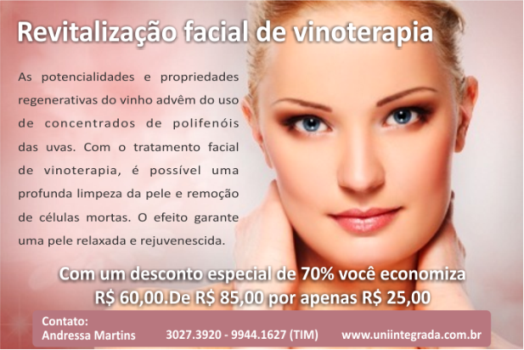 Revitalização facial de vinoterapia
As potencialidades e propriedades
regenerativas do vinho advêm do uso
de concentrados de polifenóis
das uvas. Com o tratamento facial
de vinoterapia, é possível uma
profunda limpeza da pele e remoção
de células mortas. O efeito garante
uma pele relaxada e rejuvenescida.
Com um desconto especial de 70% você economiza
R$ 60,00.De R$ 85,00 por apenas R$ 25,00
Contato:
Andressa Martins 3027.3920 - 9944.1627 (TIM) www.uniintegrada.com.br